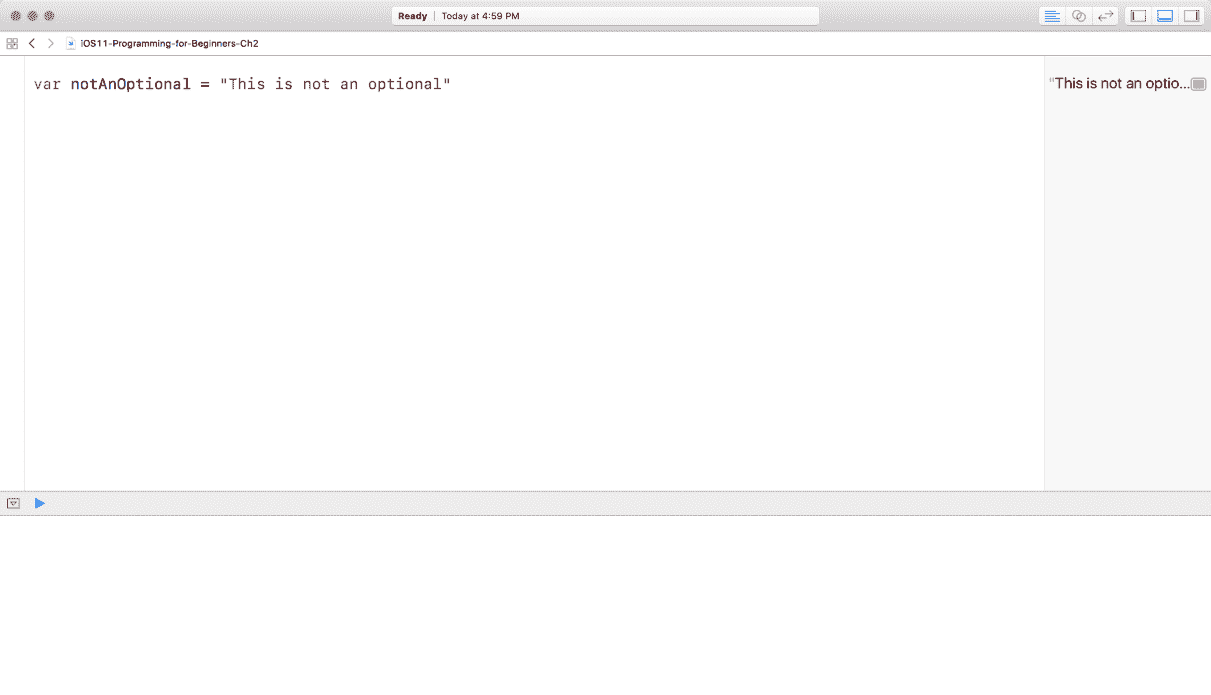 Ready | Today at 4:59 PM
iOS11-Programming-for-Beginners-Ch2
var notAnOptional = "This is not an optional"
"This is not an optio...